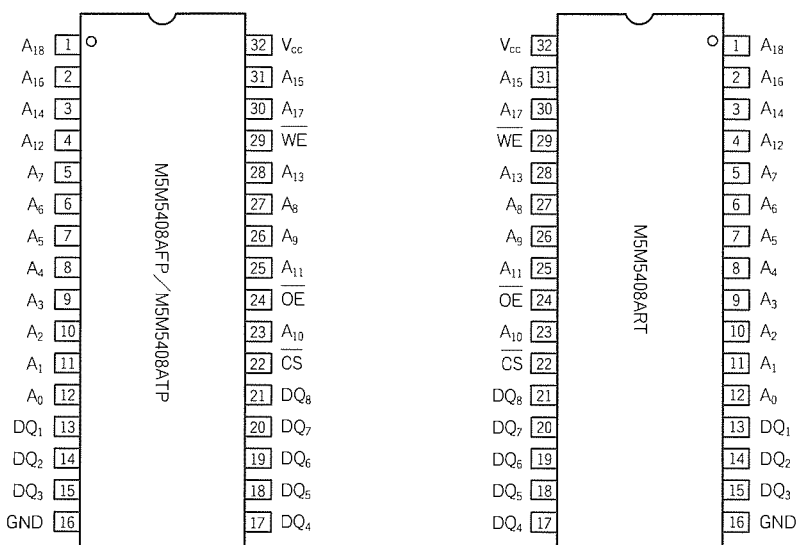 A18 1 32 Vcc
A16 2 31 A15
A14 3 30 A17
A12 4 29 WE
A7 5 28 A13
A6 6 27 A8
A5 7 26 A9
A4 8 25 A11
A3 9 24 OE
A2 10 23 A10
A1 11 22 CS
A0 12 21 DQ8
DQ1 13 20 DQ7
DQ2 14 19 DQ6
DQ3 15 18 DQ5
GND 16 17 DQ4
M5M5408AFP/M5M5408ATP
Vcc 32 1 A18
A15 31 2 A16
A17 30 3 A14
WE 29 4 A12
A13 28 5 A7
A8 27 6 A6
A9 26 7 A5
A11 25 8 A4
OE 24 9 A3
A10 23 10 A2
CS 22 11 A1
DQ8 21 12 A0
DQ7 20 13 DQ1
DQ6 19 14 DQ2
DQ5 18 15 DQ3
DQ4 17 16 GND
M5M5408ART